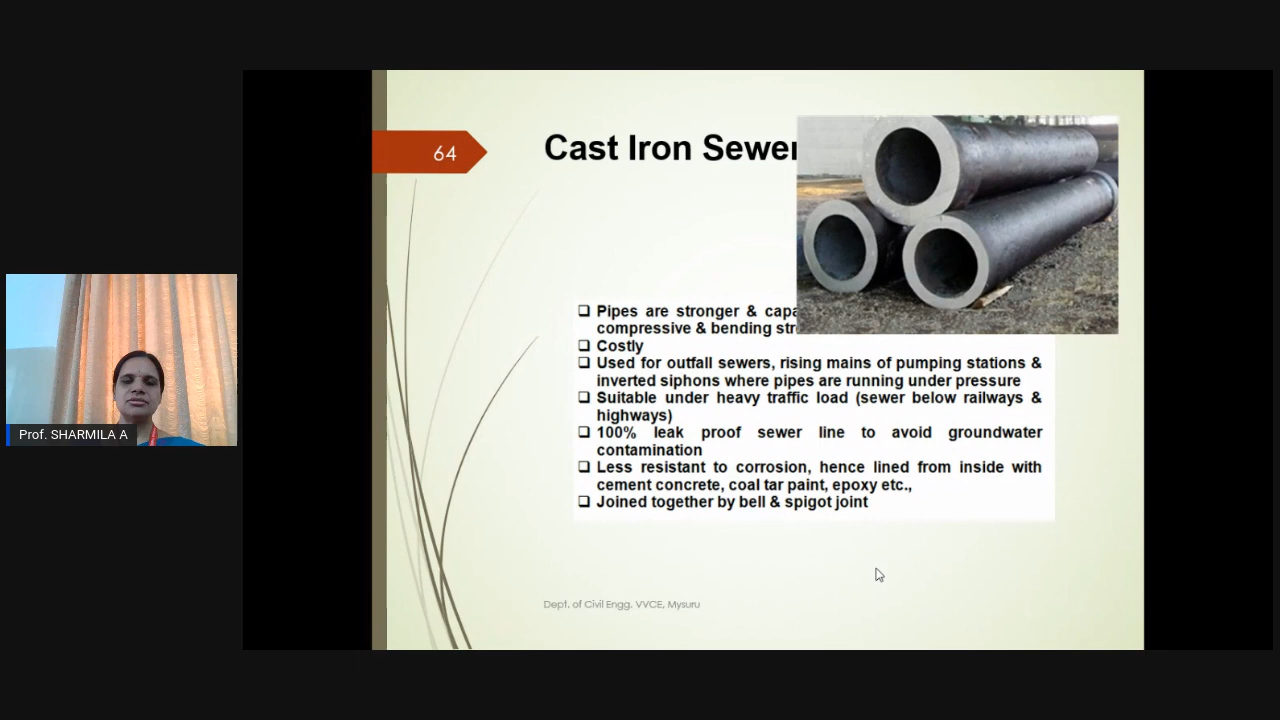 64
Cast Iron Sewer
❑ Pipes are stronger & capa
compressive & bending str
❑ Costly
❑ Used for outfall sewers, rising mains of pumping stations &
inverted siphons where pipes are running under pressure
❑ Suitable under heavy traffic load (sewer below railways &
highways)
❑ 100% leak proof sewer line to avoid groundwater
contamination
❑ Less resistant to corrosion, hence lined from inside with
cement concrete, coal tar paint, epoxy etc.,
❑ Joined together by bell & spigot joint
Dept. of Civil Engg. VVCE, Mysuru
Prof. SHARMILA A